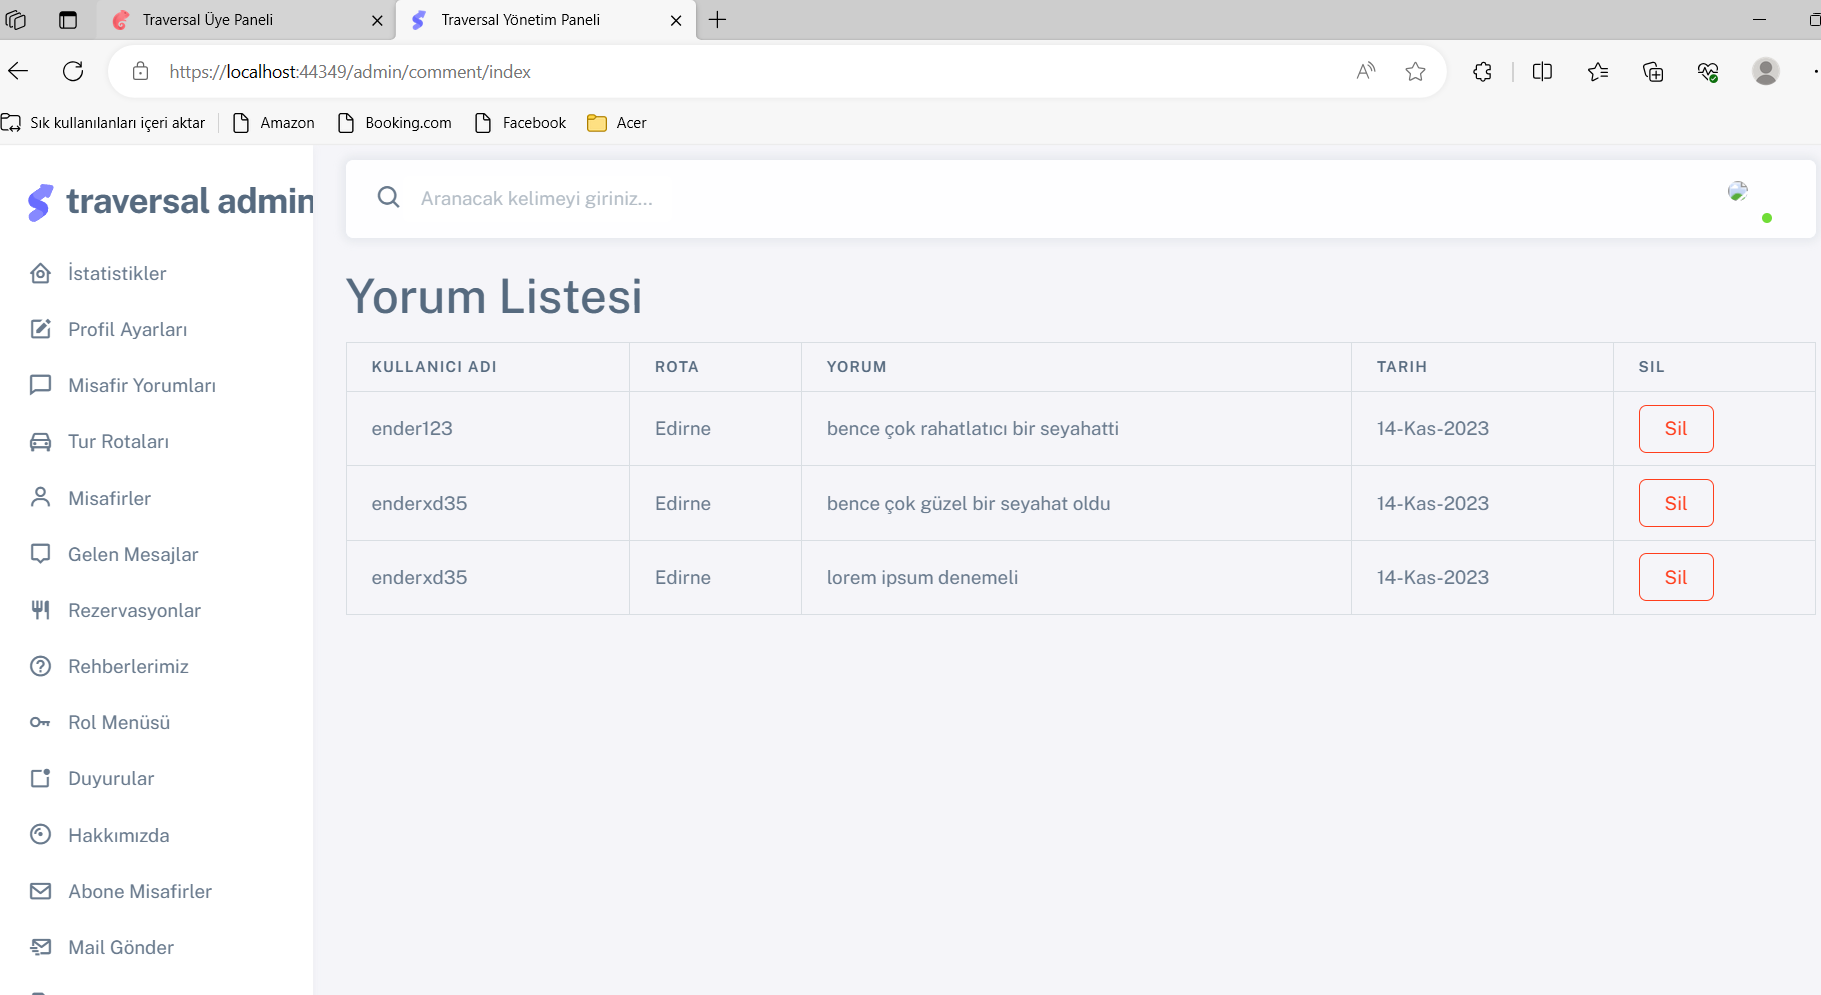 Traversal Üye Paneli
Traversal Yönetim Paneli
https://localhost:44349/admin/comment/index
Sık kullanılanları içeri aktar
Amazon
Booking.com
Facebook
Acer
traversal admin
Aranacak kelimeyi giriniz...
İstatistikler
Profil Ayarları
Misafir Yorumları
Tur Rotaları
Misafirler
Gelen Mesajlar
Rezervasyonlar
Rehberlerimiz
Rol Menüsü
Duyurular
Hakkımızda
Abone Misafirler
Mail Gönder
Yorum Listesi
KULLANICI ADI ROTA YORUM TARIH SIL
ender123 Edirne bence çok rahatlatıcı bir seyahatti 14-Kas-2023 Sil
enderxd35 Edirne bence çok güzel bir seyahat oldu 14-Kas-2023 Sil
enderxd35 Edirne lorem ipsum denemeli 14-Kas-2023 Sil